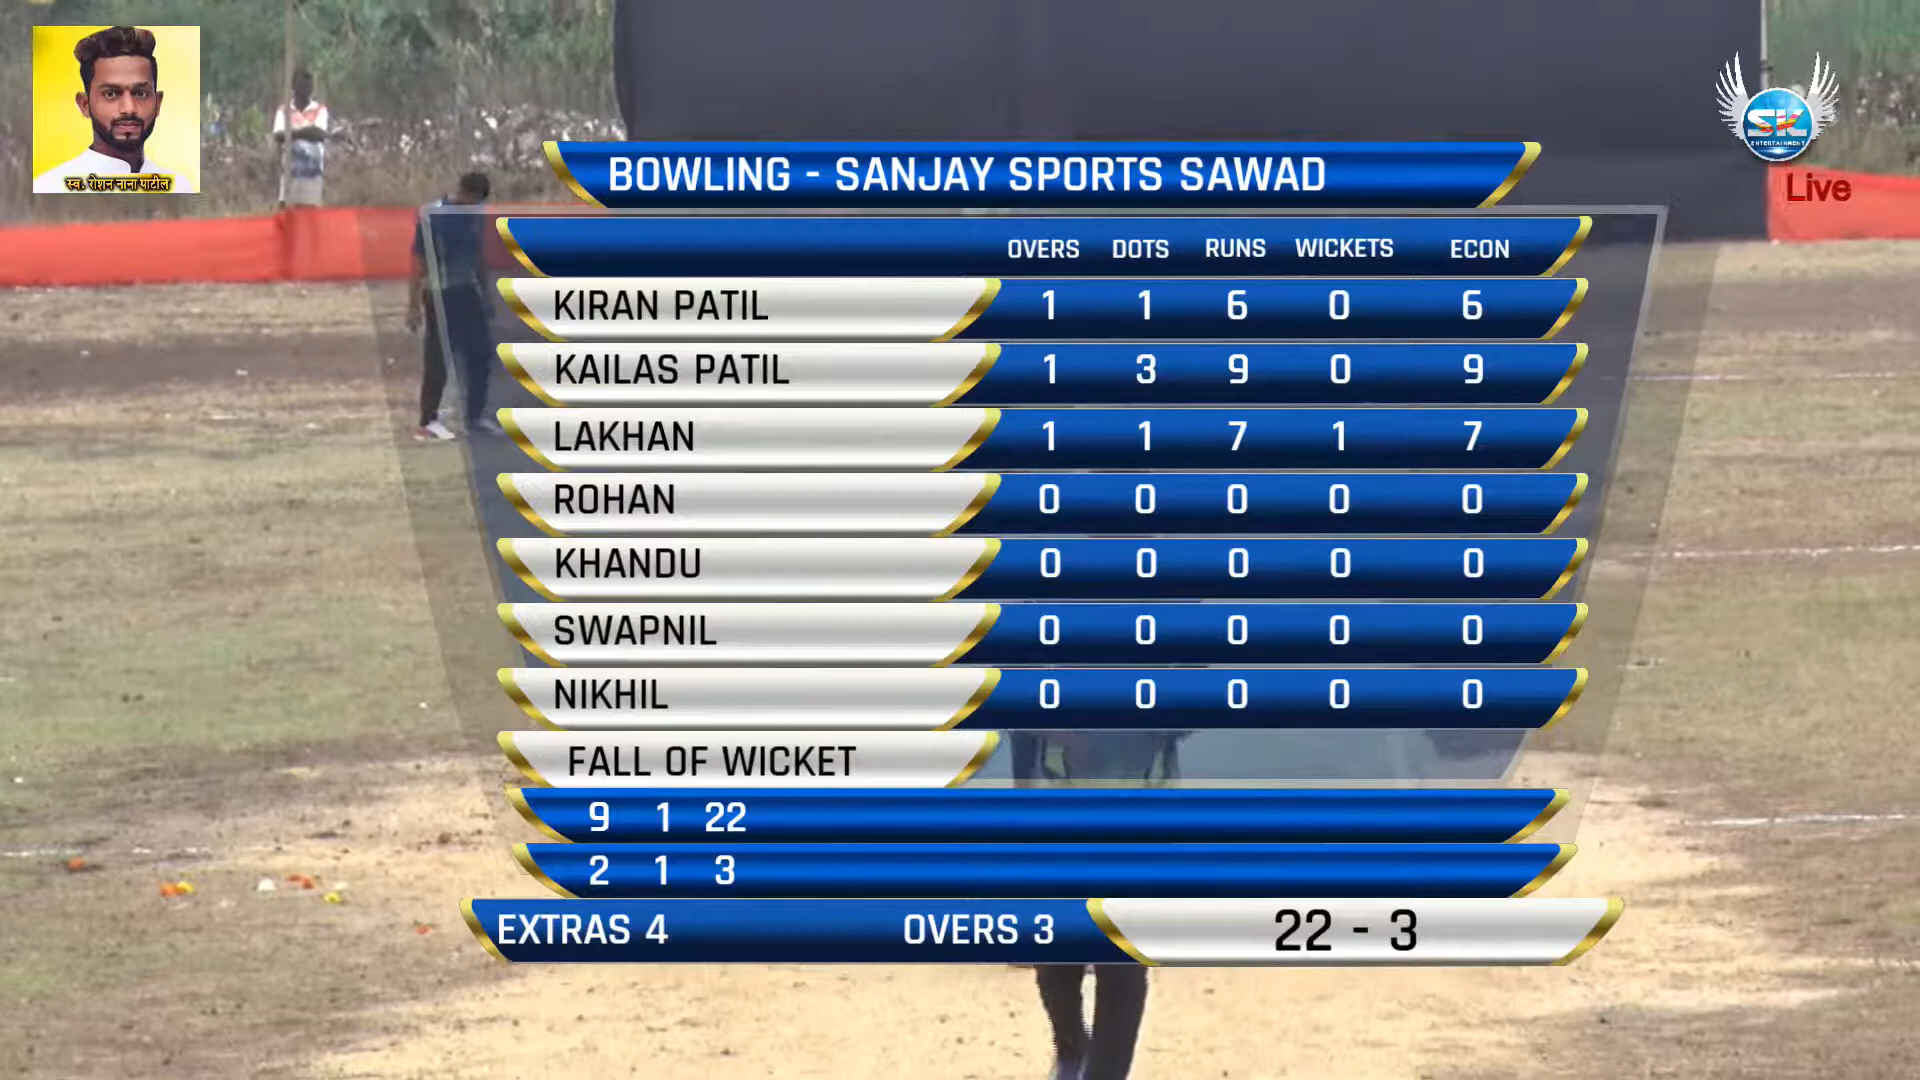 स्व. रोशन नाना पाटील
SK
ENTERTAINMENT
Live
BOWLING - SANJAY SPORTS SAWAD
OVERS DOTS RUNS WICKETS ECON
KIRAN PATIL 1 1 6 0 6
KAILAS PATIL 1 3 9 0 9
LAKHAN 1 1 7 1 7
ROHAN 0 0 0 0 0
KHANDU 0 0 0 0 0
SWAPNIL 0 0 0 0 0
NIKHIL 0 0 0 0 0
FALL OF WICKET
9 1 22
2 1 3
EXTRAS 4 OVERS 3 22 - 3